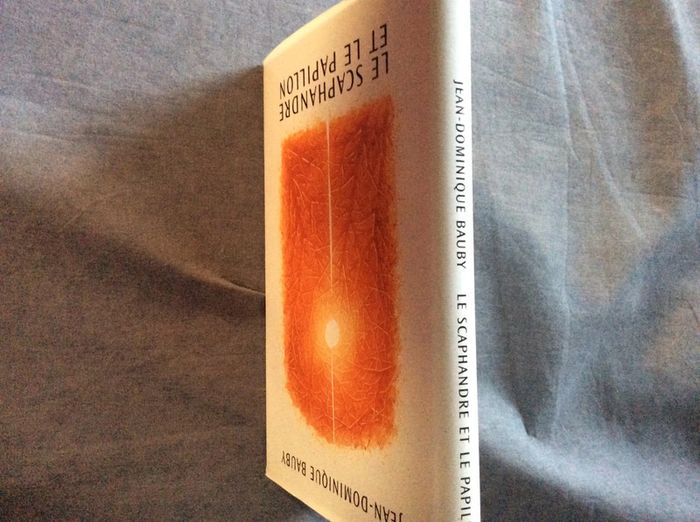 JEAN-DOMINIQUE BAUBY
LE SCAPHANDRE
ET LE PAPILLON
JEAN-DOMINIQUE BAUBY LE SCAPHANDRE ET LE PAPIL